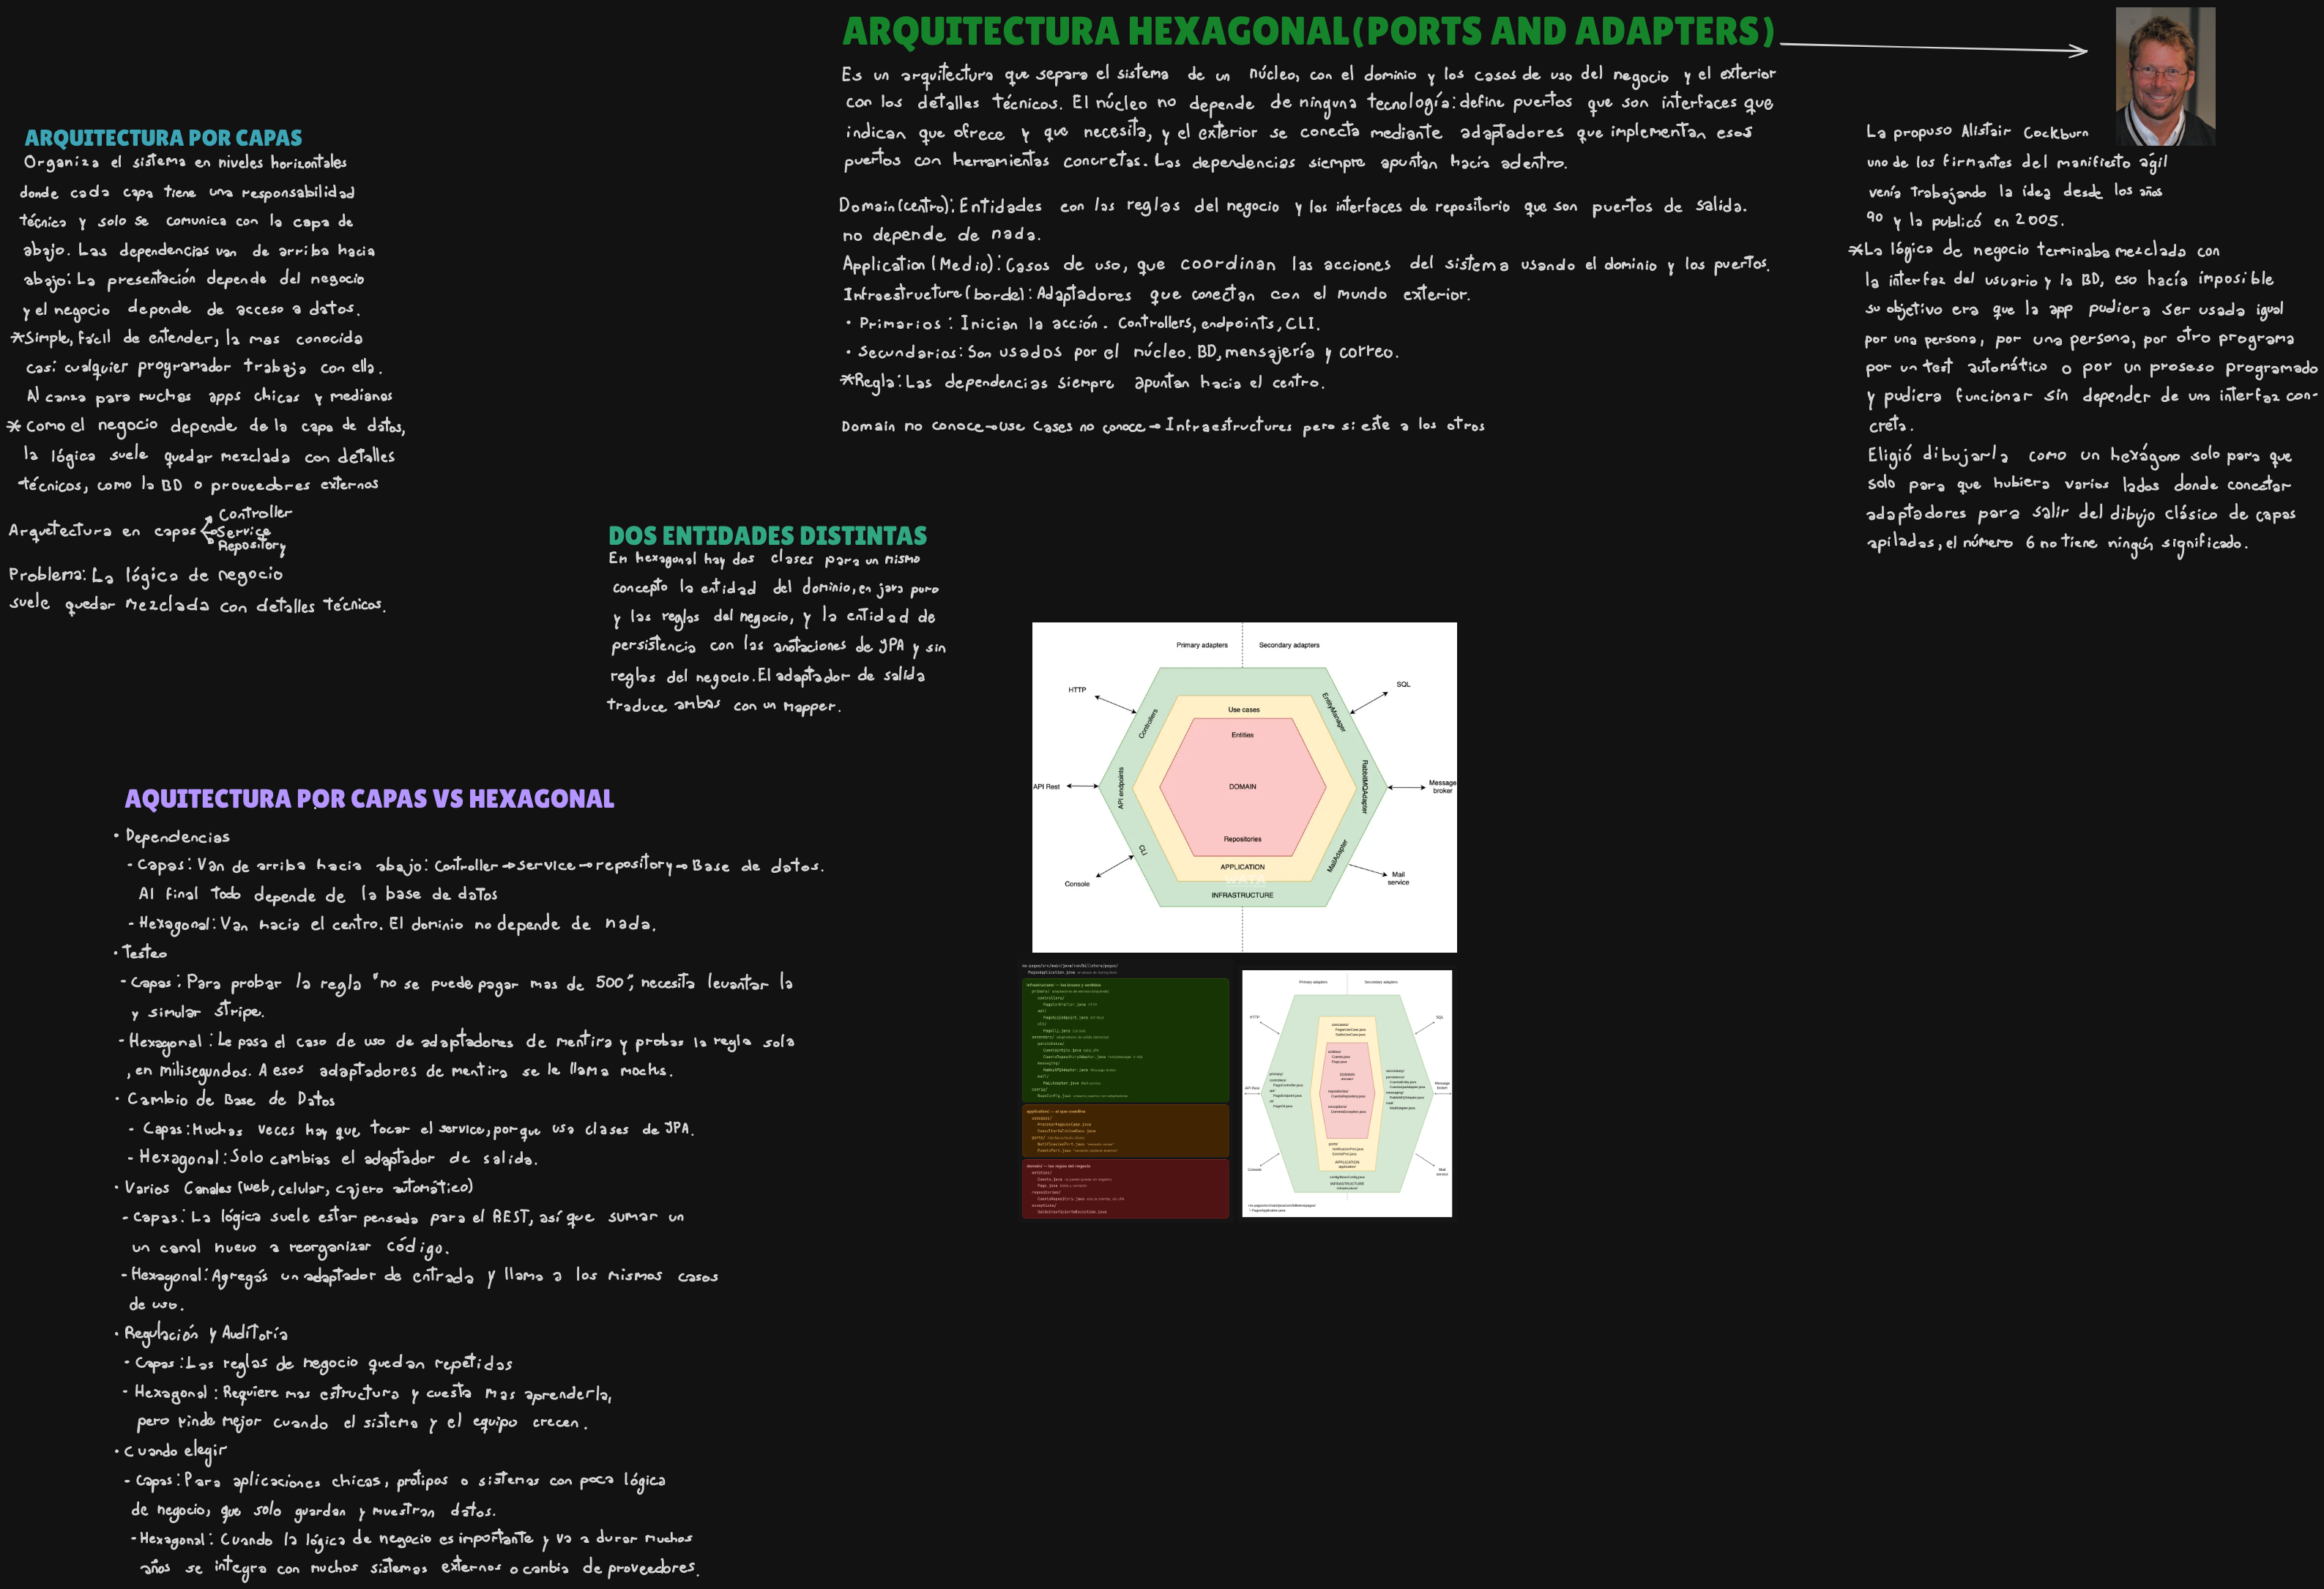 ARQUITECTURA HEXAGONAL(PORTS AND ADAPTERS)
Es un arquitectura que separa el sistema de un núcleo, con el dominio y los casos de uso del negocio y el exterior
con los detalles técnicos. El núcleo no depende de ninguna tecnología: define puertos que son interfaces que
indican que ofrece y que necesita, y el exterior se conecta mediante adaptadores que implementan esos
puertos con herramientas concretas. Las dependencias siempre apuntan hacia adentro.
Domain (centro): Entidades con las reglas del negocio y las interfaces de repositorio que son puertos de salida.
no depende de nada.
Application (Medio): Casos de uso, que coordinan las acciones del sistema usando el dominio y los puertos.
Infraestructure (borde): Adaptadores que conectan con el mundo exterior.
• Primarios: Inician la acción. Controllers, endpoints, CLI.
• Secundarios: Son usados por el núcleo. BD, mensajería y correo.
*Regla: Las dependencias siempre apuntan hacia el centro.
Domain no conoce→use cases no conoce→Infraestructures pero si este a los otros
La propuso Alistair Cockburn
uno de los firmantes del manifiesto ágil
venía trabajando la idea desde los años
90 y la publicó en 2005.
*La lógica de negocio terminaba mezclada con
la interfaz del usuario y la BD, eso hacía imposible
su objetivo era que la app pudiera ser usada igual
por una persona, por una persona, por otro programa
por un test automático o por un proseso programado
y pudiera funcionar sin depender de una interfaz con-
creta.
Eligió dibujarla como un hexágono solo para que
solo para que hubiera varios lados donde conectar
adaptadores para salir del dibujo clásico de capas
apiladas, el número 6 no tiene ningún significado.
ARQUITECTURA POR CAPAS
Organiza el sistema en niveles horizontales
donde cada capa tiene una responsabilidad
técnica y solo se comunica con la capa de
abajo. Las dependencias van de arriba hacia
abajo: La presentación depende del negocio
y el negocio depende de acceso a datos.
*Simple, fácil de entender, la mas conocida
casi cualquier programador trabaja con ella.
Alcanza para muchas apps chicas y medianas
* Como el negocio depende de la capa de datos,
la lógica suele quedar mezclada con detalles
técnicos, como la BD o proveedores externos
Controller
Arquetectura en capas Service
Repository
Problema: La lógica de negocio
suele quedar mezclada con detalles técnicos.
DOS ENTIDADES DISTINTAS
En hexagonal hay dos clases para un mismo
concepto la entidad del dominio, en java puro
y las reglas del negocio, y la entidad de
persistencia con las anotaciones de JPA y sin
reglas del negocio. El adaptador de salida
traduce ambas con un mapper.
AQUITECTURA POR CAPAS VS HEXAGONAL
• Dependencias
- Capas: Van de arriba hacia abajo: Controller→service→repository→Base de datos.
Al final todo depende de la base de datos
- Hexagonal: Van hacia el centro. El dominio no depende de nada.
• Testeo
- Capas: Para probar la regla "no se puede pagar mas de 500", necesita levantar la
y simular stripe.
- Hexagonal: Le pasa el caso de uso de adaptadores de mentira y probas la regla sola
, en milisegundos. A esos adaptadores de mentira se le llama mocks.
• Cambio de Base de Datos
- Capas: Muchas veces hay que tocar el service, porque usa clases de JPA.
- Hexagonal: Solo cambias el adaptador de salida.
• Varios Canales (web, celular, cajero automático)
- Capas: La lógica suele estar pensada para el REST, así que sumar un
un canal nuevo a reorganizar código.
- Hexagonal: Agregás un adaptador de entrada y llama a los mismos casos
de uso.
• Regulación y Auditoría
- Capas: Las reglas de negocio quedan repetidas
- Hexagonal: Requiere mas estructura y cuesta mas aprenderla,
pero rinde mejor cuando el sistema y el equipo crecen.
• Cuando elegir
- Capas: Para aplicaciones chicas, protipos o sistemas con poca lógica
de negocio, que solo guardan y muestran datos.
- Hexagonal: Cuando la lógica de negocio es importante y va a durar muchos
años se integra con muchos sistemas externos o cambia de proveedores.
Primary adapters
Secondary adapters
HTTP
SQL
Controllers
EntityManager
Use cases
Entities
API Rest
API endpoints
DOMAIN
RabbitMQAdapter
Message
broker
Repositories
CLI
MailAdapter
APPLICATION
Console
Mail
service
INFRASTRUCTURE
Primary adapters
Secondary adapters
HTTP
SQL
API Rest
Message
broker
Console
Mail
service
APPLICATION
INFRASTRUCTURE